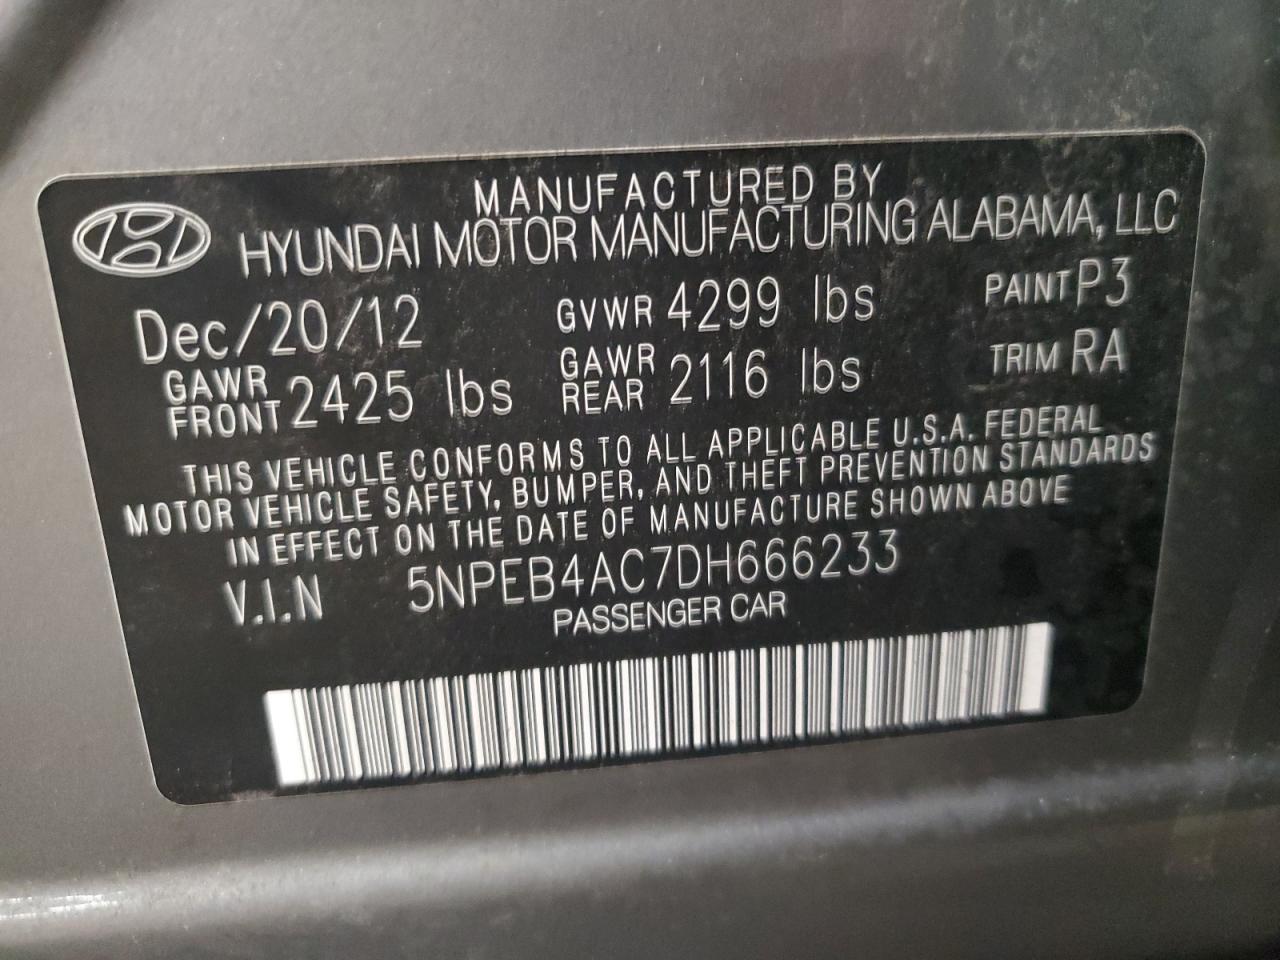 MANUFACTURED BY
HYUNDAI MOTOR MANUFACTURING ALABAMA, LLC
Dec/20/12 GVWR 4299 lbs PAINT P3
GAWR FRONT 2425 lbs GAWR REAR 2116 lbs TRIM RA
THIS VEHICLE CONFORMS TO ALL APPLICABLE U.S.A. FEDERAL
MOTOR VEHICLE SAFETY, BUMPER, AND THEFT PREVENTION STANDARDS
IN EFFECT ON THE DATE OF MANUFACTURE SHOWN ABOVE
V.I.N 5NPEB4AC7DH666233
PASSENGER CAR